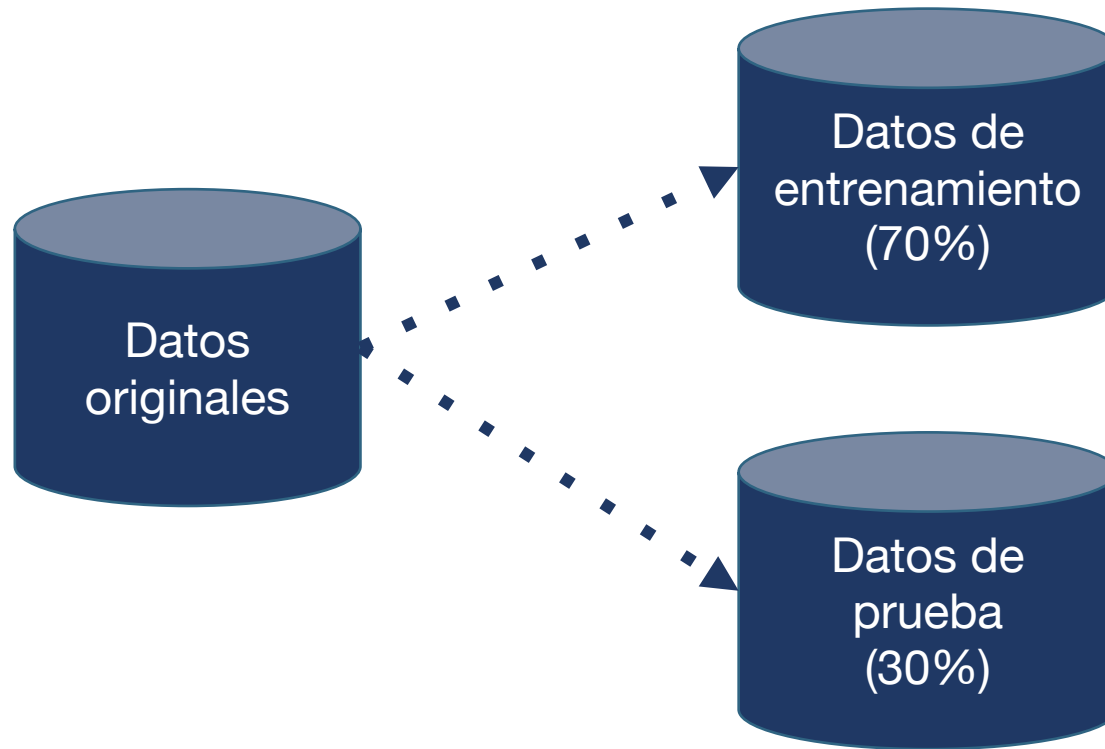 Datos
originales
Datos de
entrenamiento
(70%)
Datos de
prueba
(30%)